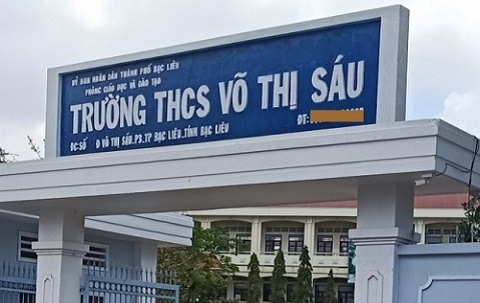 ỦY BAN NHÂN DÂN THÀNH PHỐ BẠC LIÊU
PHÒNG GIÁO DỤC VÀ ĐÀO TẠO
TRƯỜNG THCS VÕ THỊ SÁU
ĐC:SỐ Đ VÕ THỊ SÁU.P3.TP BẠC LIÊU.TỈNH BẠC LIÊU ĐT: